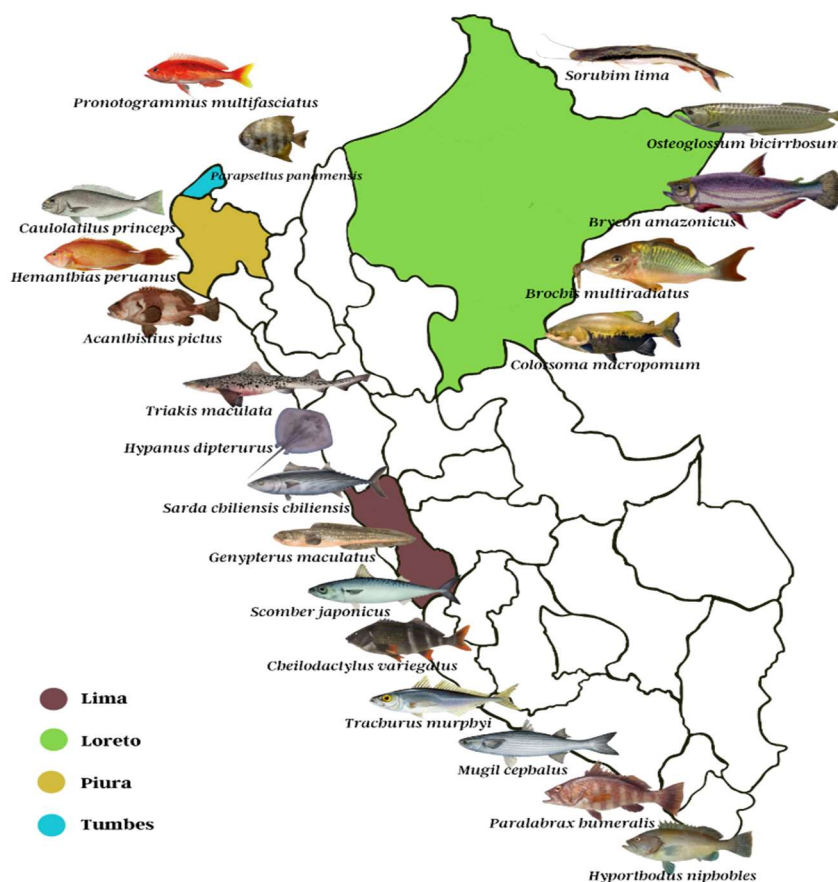 Sorubim lima
Pronotogrammus multifasciatus
Osteoglossum bicirrhosum
Parapsettus panamensis
Caulolatilus princeps
Brycon amazonicus
Hemanthias peruanus
Brochis multiradiatus
Acanthistius pictus
Colossoma macropomum
Triakis maculata
Hypanus dipterurus
Sarda chiliensis chiliensis
Genypterus maculatus
Scomber japonicus
Cheilodactylus variegatus
Lima
Trachurus murphyi
Loreto
Mugil cephalus
Piura
Paralabrax humeralis
Tumbes
Hyporthodus niphobles